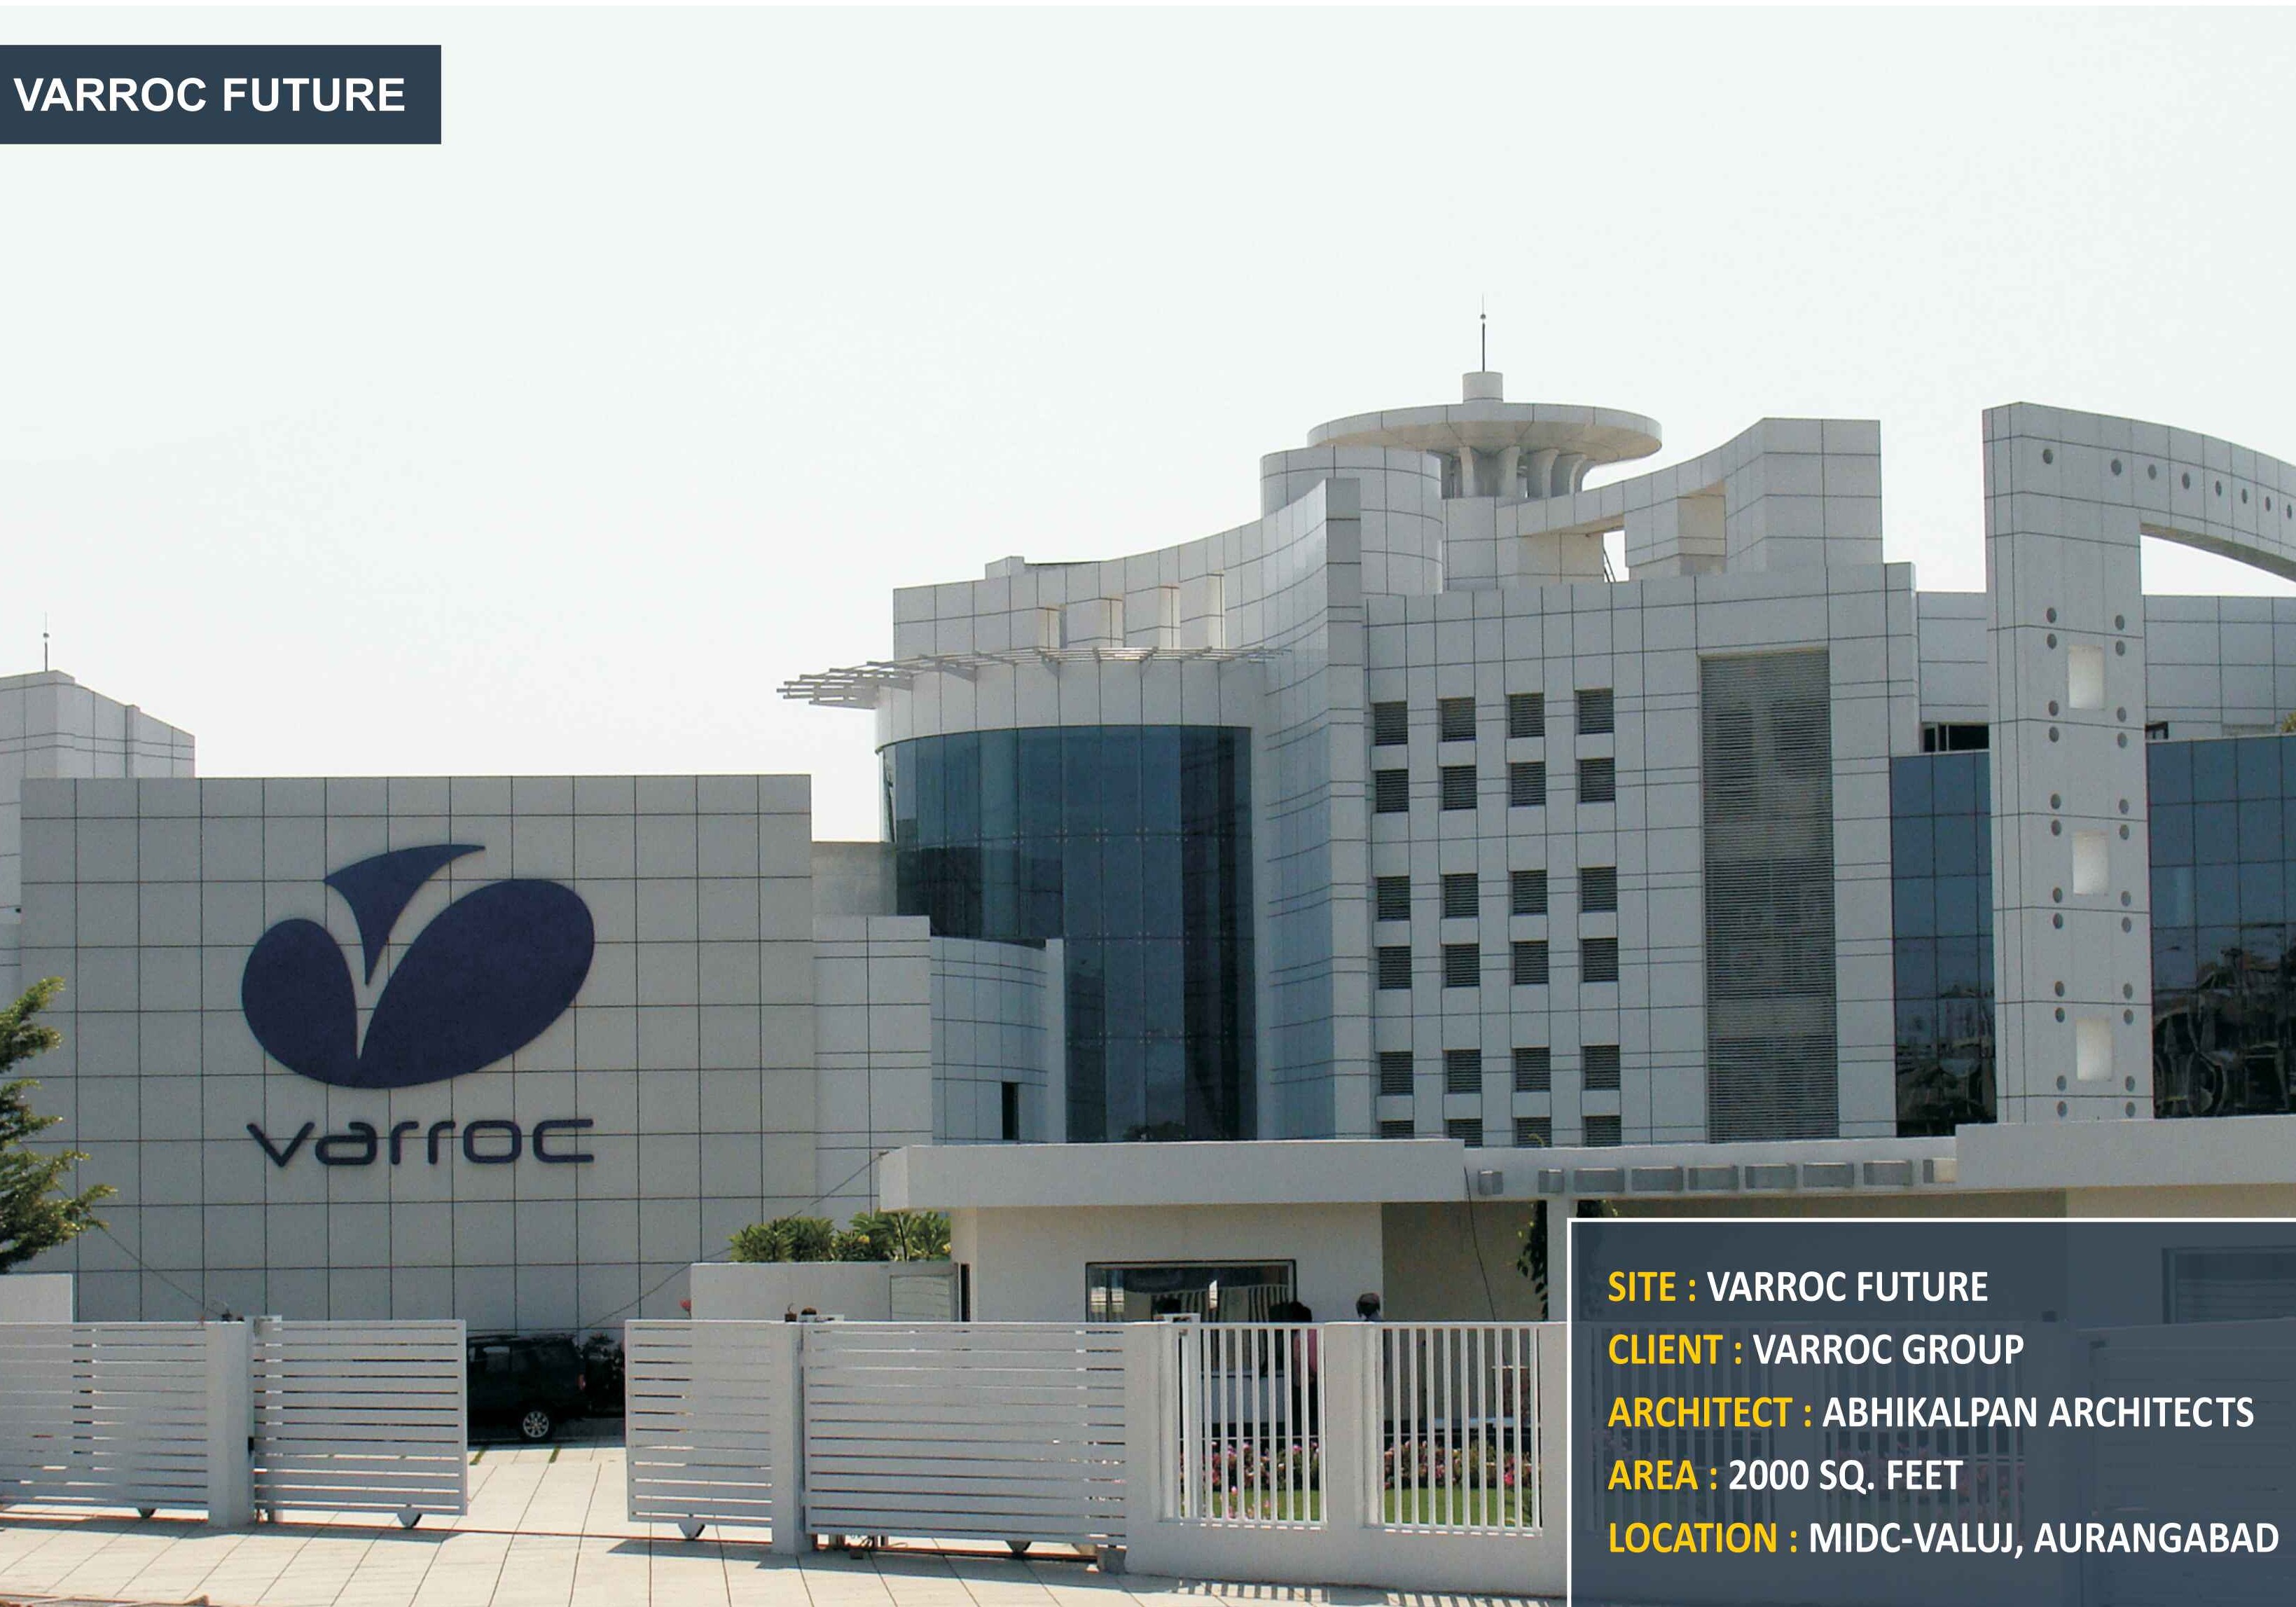 VARROC FUTURE
varroc
SITE : VARROC FUTURE
CLIENT : VARROC GROUP
ARCHITECT : ABHIKALPAN ARCHITECTS
AREA : 2000 SQ. FEET
LOCATION : MIDC-VALUJ, AURANGABAD